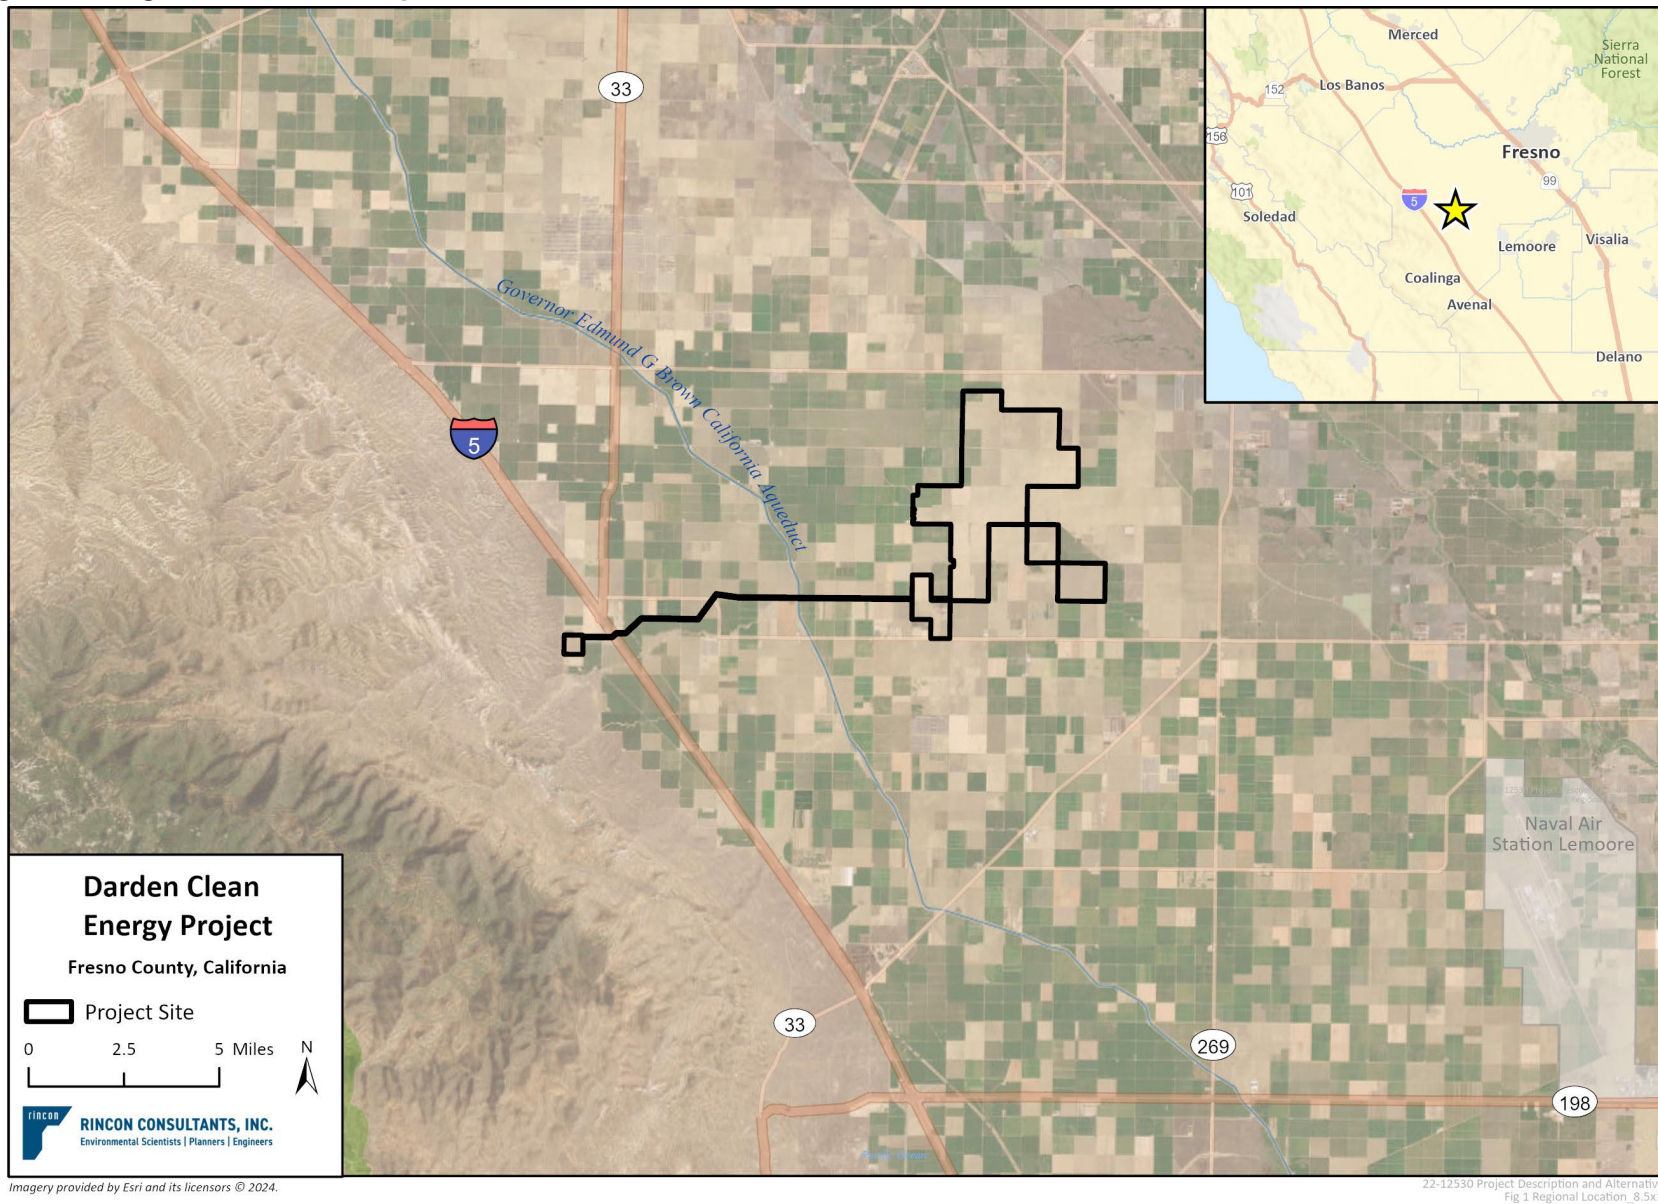 33
Governor Edmund G Brown California Aqueduct
5
Merced
Sierra
National
Forest
Los Banos
152
156
Fresno
99
101
5
Soledad
Lemoore
Visalia
Coalinga
Avenal
Delano
Naval Air
Station Lemoore
33
269
198
Darden Clean
Energy Project
Fresno County, California
Project Site
0 2.5 5 Miles
N
rincon
RINCON CONSULTANTS, INC.
Environmental Scientists | Planners | Engineers
Imagery provided by Esri and its licensors © 2024.
22-12530 Project Description and Alternativ
Fig 1 Regional Location_8.5x